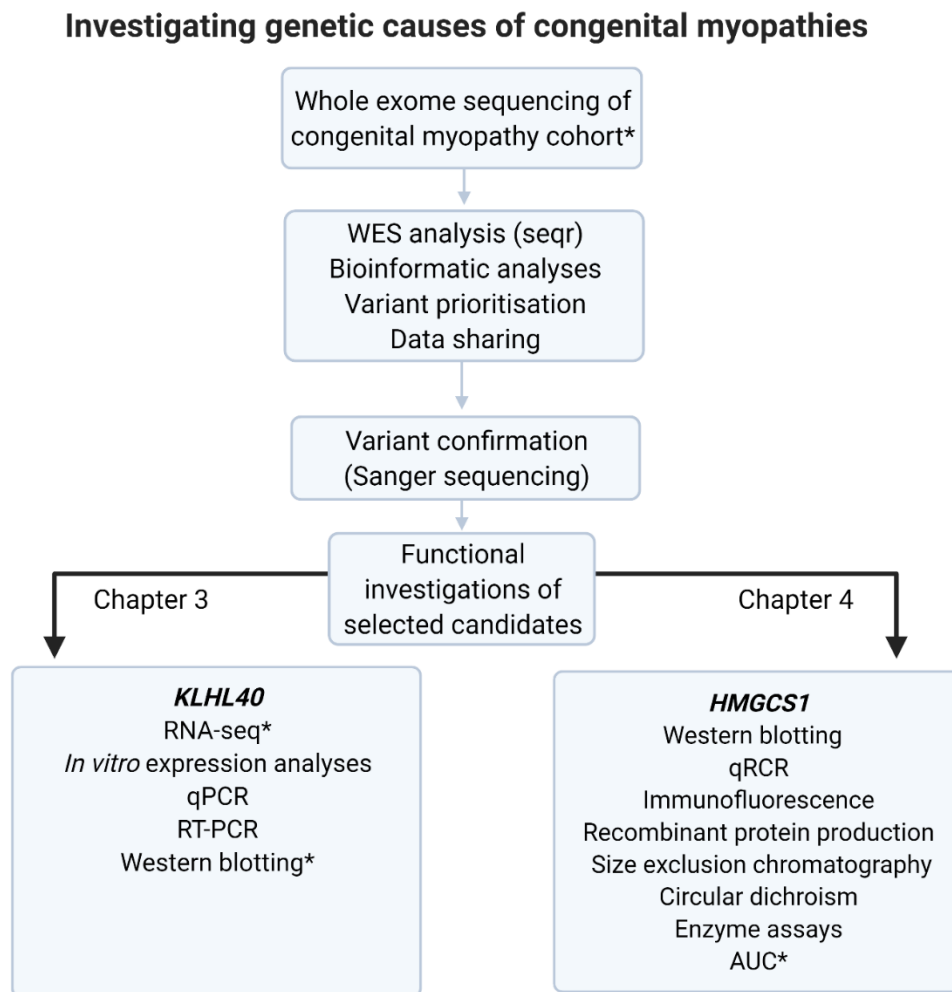 Investigating genetic causes of congenital myopathies
Whole exome sequencing of
congenital myopathy cohort*
WES analysis (seqr)
Bioinformatic analyses
Variant prioritisation
Data sharing
Variant confirmation
(Sanger sequencing)
Functional
investigations of
selected candidates
Chapter 3
Chapter 4
KLHL40
RNA-seq*
In vitro expression analyses
qPCR
RT-PCR
Western blotting*
HMGCS1
Western blotting
qRCR
Immunofluorescence
Recombinant protein production
Size exclusion chromatography
Circular dichroism
Enzyme assays
AUC*